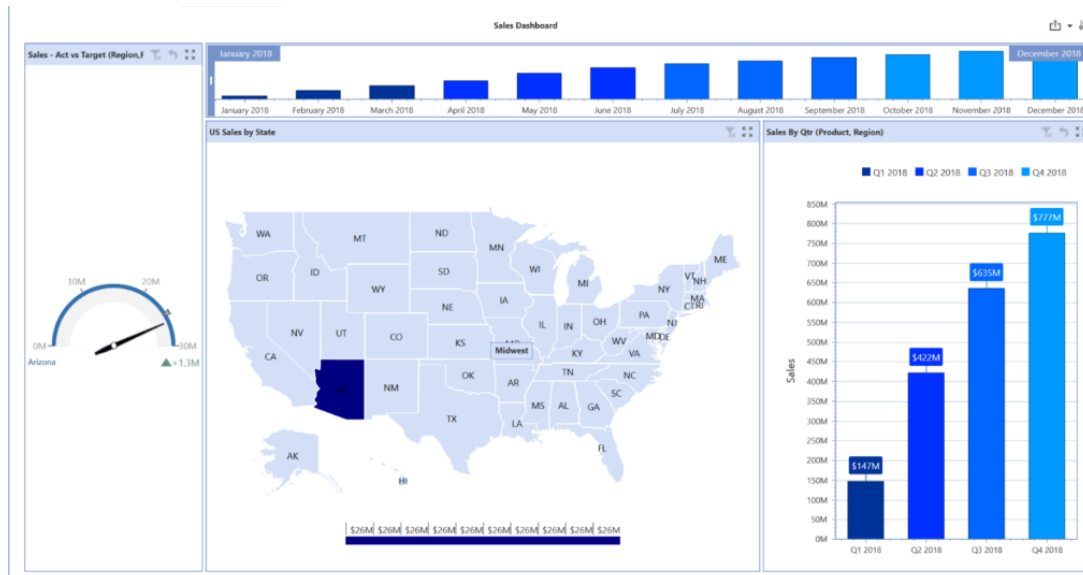 Sales Dashboard
Sales - Act vs Target (Region,F
January 2018
December 2018
January 2018 February 2018 March 2018 April 2018 May 2018 June 2018 July 2018 August 2018 September 2018 October 2018 November 2018 December 2018
US Sales by State
Sales By Qtr (Product, Region)
Q1 2018 Q2 2018 Q3 2018 Q4 2018
0M 10M 20M 30M
Arizona
+1.3M
WA
MT
ND
MN
ME
OR
ID
SD
WI
MI
VT
NH
NY
WY
IA
MA
CT RI
NE
PA
NJ
NV
UT
CO
IL
IN
OH
MD DE
WV
KS
Midwest
VA
CA
KY
OK
TN
NC
NM
AR
SC
MS
AL
GA
TX
LA
FL
AK
HI
$26M $26M $26M $26M $26M $26M $26M $26M $26M $26M
Sales
850M
800M
750M
700M
650M
600M
550M
500M
450M
400M
350M
300M
250M
200M
150M
100M
50M
0M
$147M
$422M
$635M
$777M
Q1 2018 Q2 2018 Q3 2018 Q4 2018